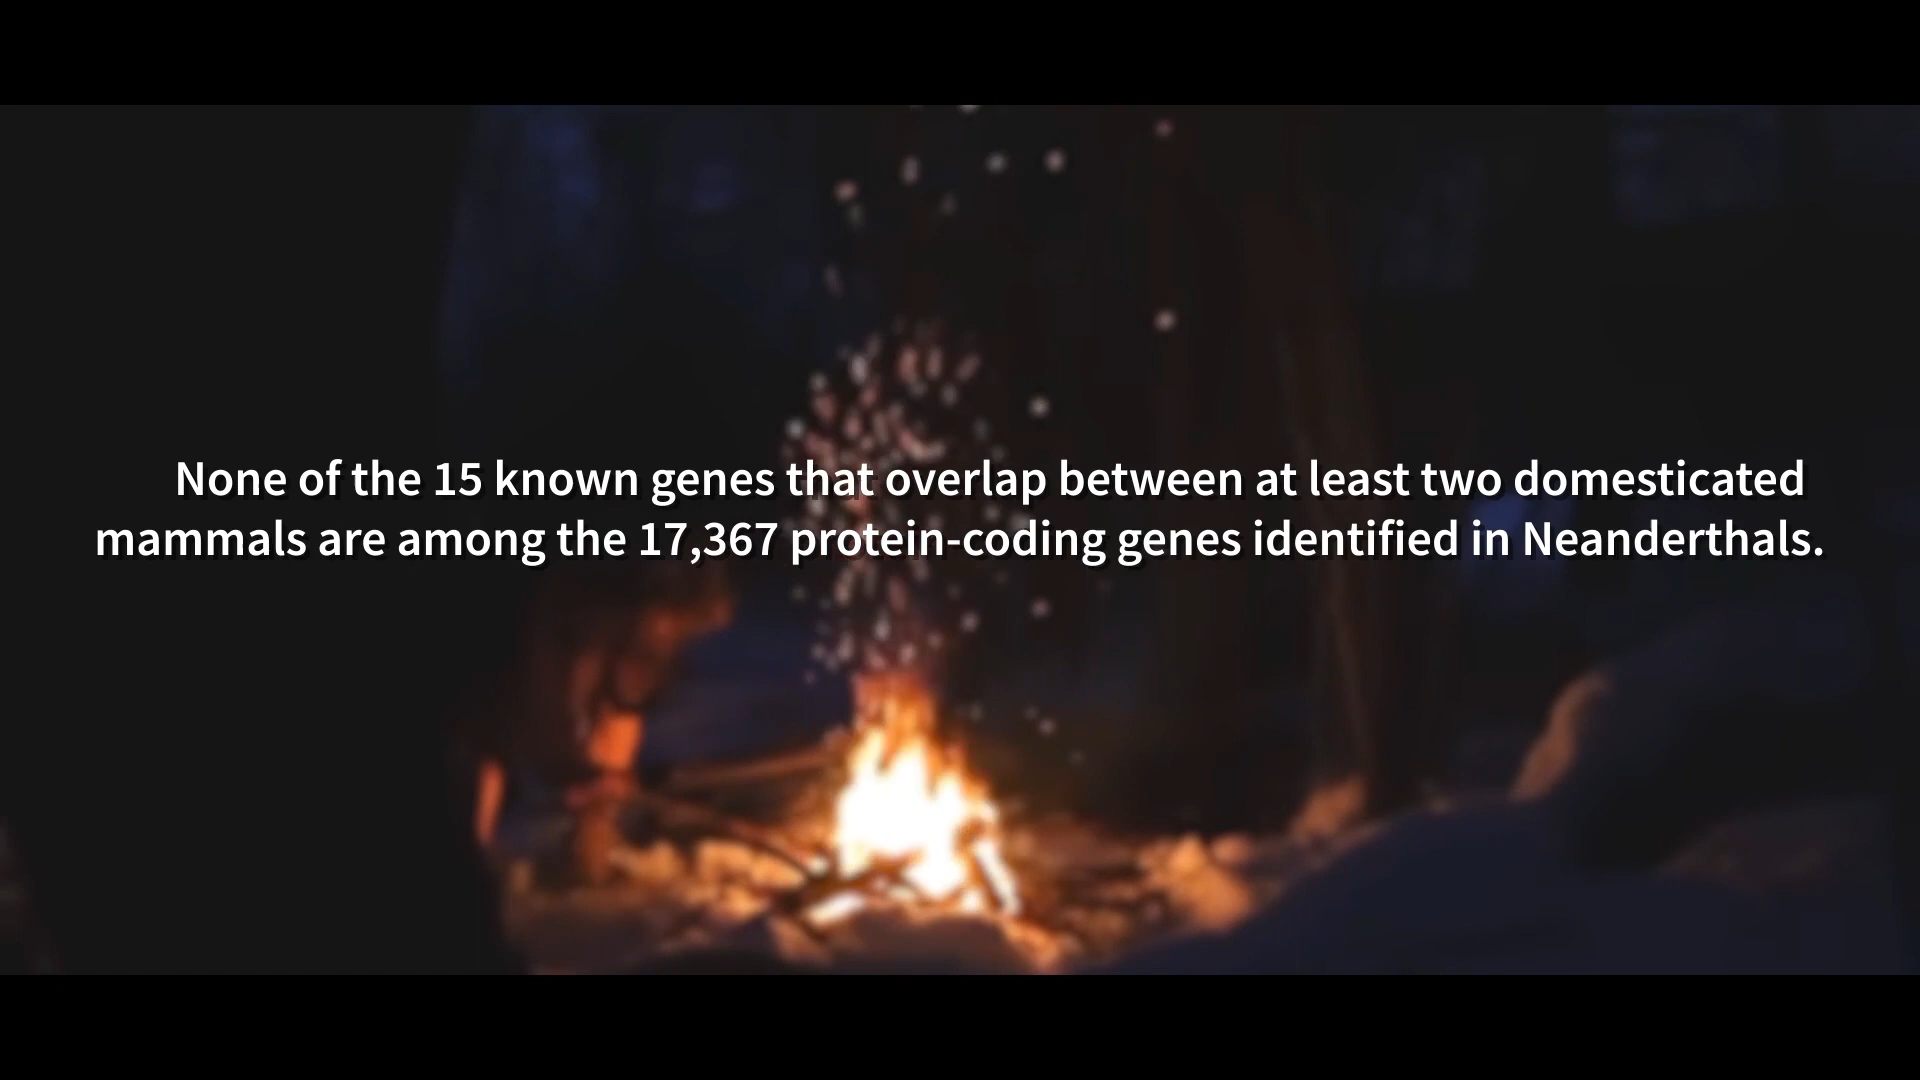 None of the 15 known genes that overlap between at least two domesticated
mammals are among the 17,367 protein-coding genes identified in Neanderthals.